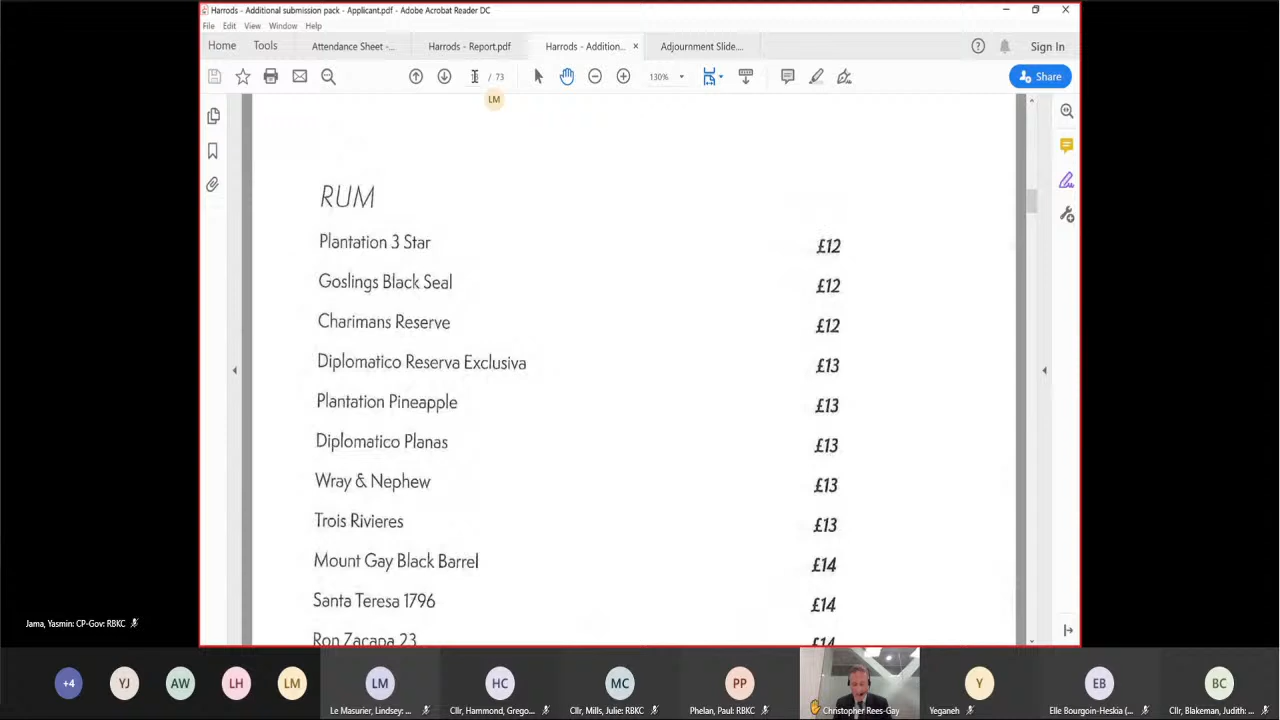 Harrods - Additional submission pack - Applicant.pdf - Adobe Acrobat Reader DC
File Edit View Window Help
Home Tools Attendance Sheet -... Harrods - Report.pdf Harrods - Addition... × Adjournment Slide.... Sign In
/ 73 130% Share
LM
RUM
Plantation 3 Star £12
Goslings Black Seal £12
Charimans Reserve £12
Diplomatico Reserva Exclusiva £13
Plantation Pineapple £13
Diplomatico Planas £13
Wray & Nephew £13
Trois Rivieres £13
Mount Gay Black Barrel £14
Santa Teresa 1796 £14
Ron Zacapa 23 £14
Jama, Yasmin: CP-Gov: RBKC
+4 YJ AW LH LM LM HC MC PP Y EB BC
Le Masurier, Lindsey: ... Cllr, Hammond, Grego... Cllr, Mills, Julie: RBKC Phelan, Paul: RBKC Christopher Rees-Gay Yeganeh Elle Bourgoin-Heskia (... Cllr, Blakeman, Judith: ...